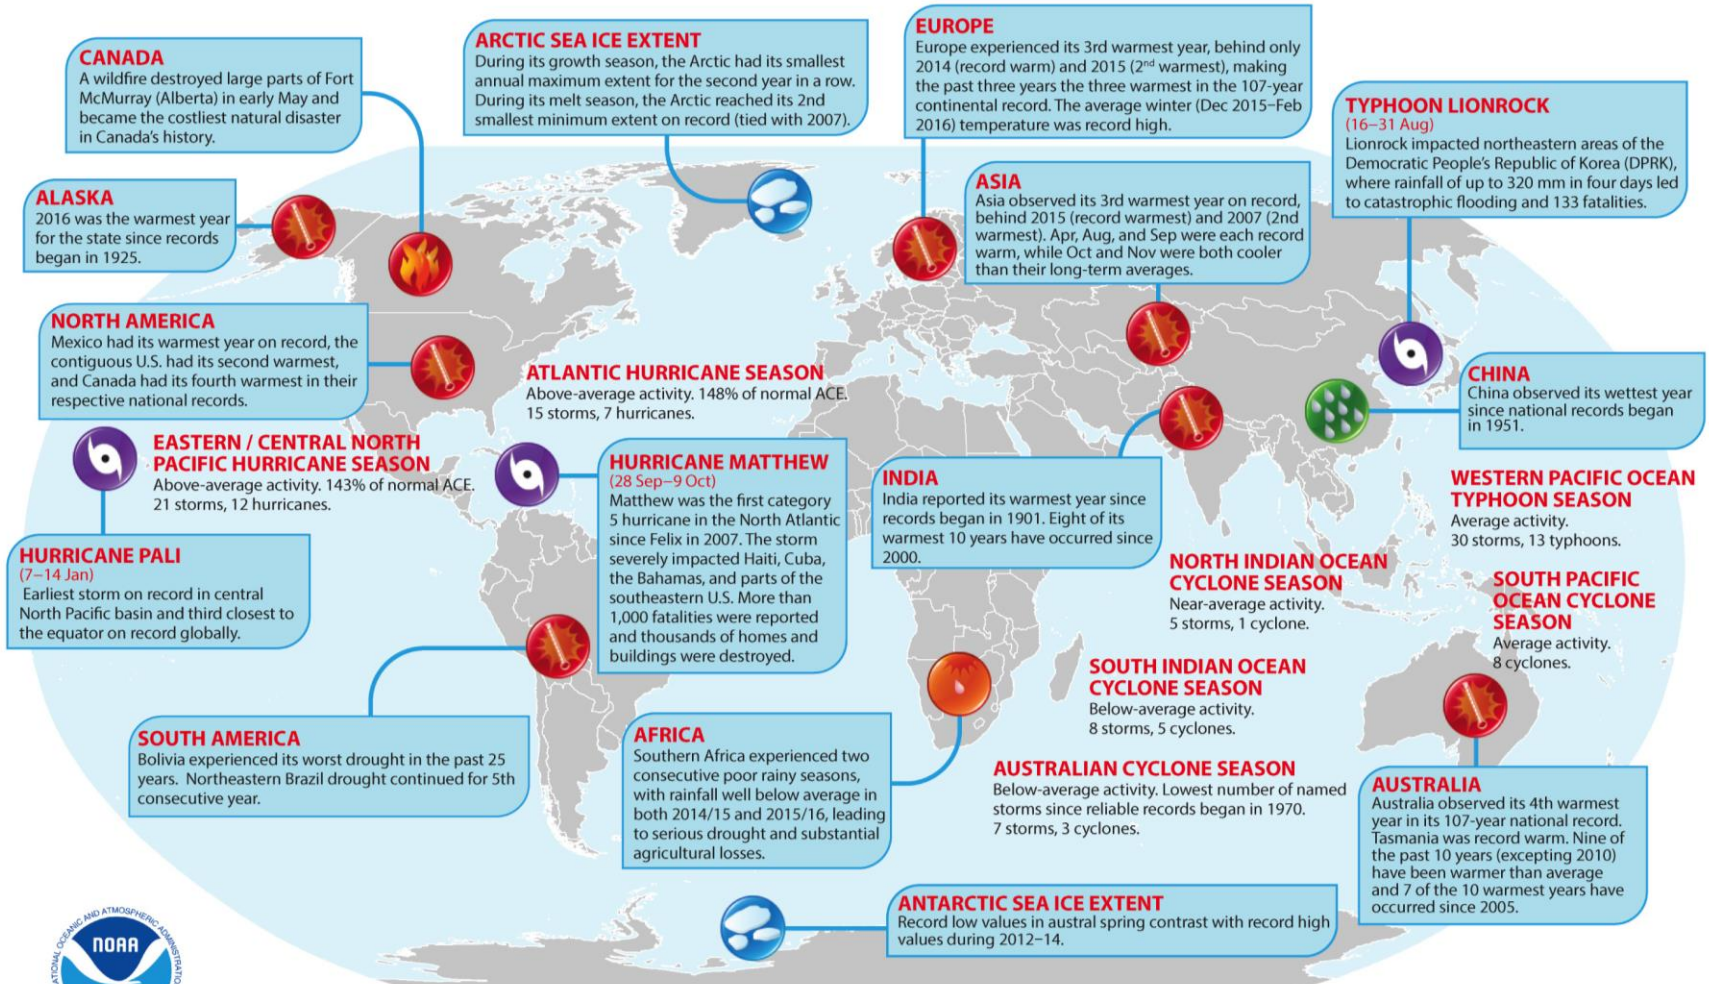 CANADA
A wildfire destroyed large parts of Fort
McMurray (Alberta) in early May and
became the costliest natural disaster
in Canada's history.
ARCTIC SEA ICE EXTENT
During its growth season, the Arctic had its smallest
annual maximum extent for the second year in a row.
During its melt season, the Arctic reached its 2nd
smallest minimum extent on record (tied with 2007).
EUROPE
Europe experienced its 3rd warmest year, behind only
2014 (record warm) and 2015 (2nd warmest), making
the past three years the three warmest in the 107-year
continental record. The average winter (Dec 2015–Feb
2016) temperature was record high.
TYPHOON LIONROCK
(16–31 Aug)
Lionrock impacted northeastern areas of the
Democratic People's Republic of Korea (DPRK),
where rainfall of up to 320 mm in four days led
to catastrophic flooding and 133 fatalities.
ALASKA
2016 was the warmest year
for the state since records
began in 1925.
ASIA
Asia observed its 3rd warmest year on record,
behind 2015 (record warmest) and 2007 (2nd
warmest). Apr, Aug, and Sep were each record
warm, while Oct and Nov were both cooler
than their long-term averages.
NORTH AMERICA
Mexico had its warmest year on record, the
contiguous U.S. had its second warmest,
and Canada had its fourth warmest in their
respective national records.
ATLANTIC HURRICANE SEASON
Above-average activity. 148% of normal ACE.
15 storms, 7 hurricanes.
CHINA
China observed its wettest year
since national records began
in 1951.
EASTERN / CENTRAL NORTH
PACIFIC HURRICANE SEASON
Above-average activity. 143% of normal ACE.
21 storms, 12 hurricanes.
HURRICANE MATTHEW
(28 Sep–9 Oct)
Matthew was the first category
5 hurricane in the North Atlantic
since Felix in 2007. The storm
severely impacted Haiti, Cuba,
the Bahamas, and parts of the
southeastern U.S. More than
1,000 fatalities were reported
and thousands of homes and
buildings were destroyed.
INDIA
India reported its warmest year since
records began in 1901. Eight of its
warmest 10 years have occurred since
2000.
WESTERN PACIFIC OCEAN
TYPHOON SEASON
Average activity.
30 storms, 13 typhoons.
HURRICANE PALI
(7–14 Jan)
Earliest storm on record in central
North Pacific basin and third closest to
the equator on record globally.
NORTH INDIAN OCEAN
CYCLONE SEASON
Near-average activity.
5 storms, 1 cyclone.
SOUTH PACIFIC
OCEAN CYCLONE
SEASON
Average activity.
8 cyclones.
SOUTH INDIAN OCEAN
CYCLONE SEASON
Below-average activity.
8 storms, 5 cyclones.
SOUTH AMERICA
Bolivia experienced its worst drought in the past 25
years. Northeastern Brazil drought continued for 5th
consecutive year.
AFRICA
Southern Africa experienced two
consecutive poor rainy seasons,
with rainfall well below average in
both 2014/15 and 2015/16, leading
to serious drought and substantial
agricultural losses.
AUSTRALIAN CYCLONE SEASON
Below-average activity. Lowest number of named
storms since reliable records began in 1970.
7 storms, 3 cyclones.
AUSTRALIA
Australia observed its 4th warmest
year in its 107-year national record.
Tasmania was record warm. Nine of
the past 10 years (excepting 2010)
have been warmer than average
and 7 of the 10 warmest years have
occurred since 2005.
ANTARCTIC SEA ICE EXTENT
Record low values in austral spring contrast with record high
values during 2012–14.
OCEANIC AND ATMOSPHERIC
NOAA